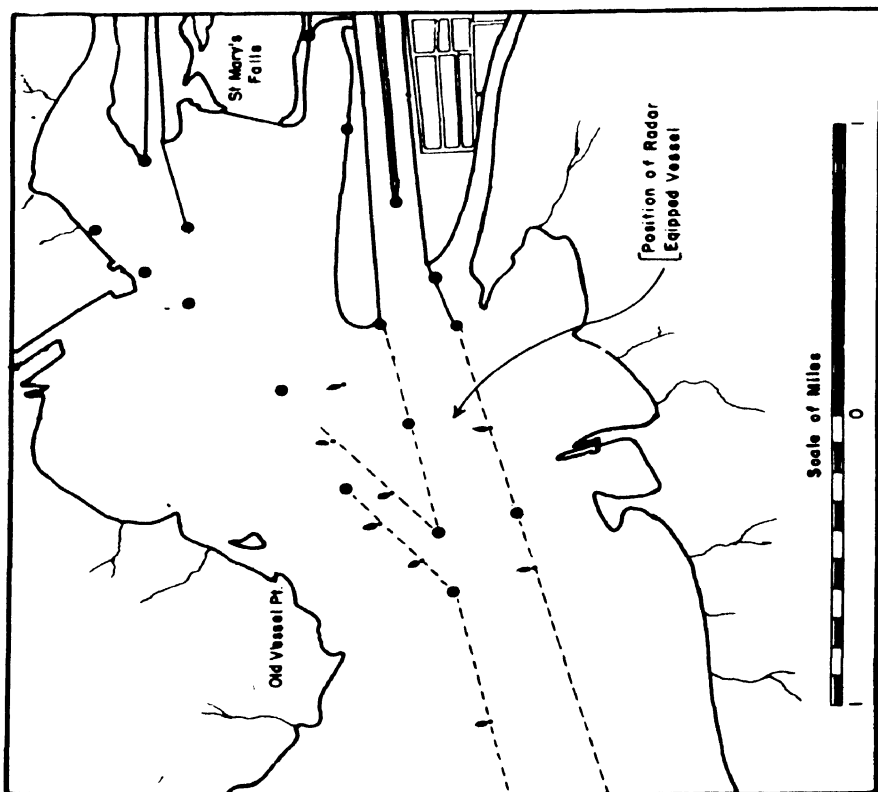 St Mary's
Falls
Position of Radar
Eqipped Vessel
Old Vessel Pt.
Scale of Miles
1
0
1